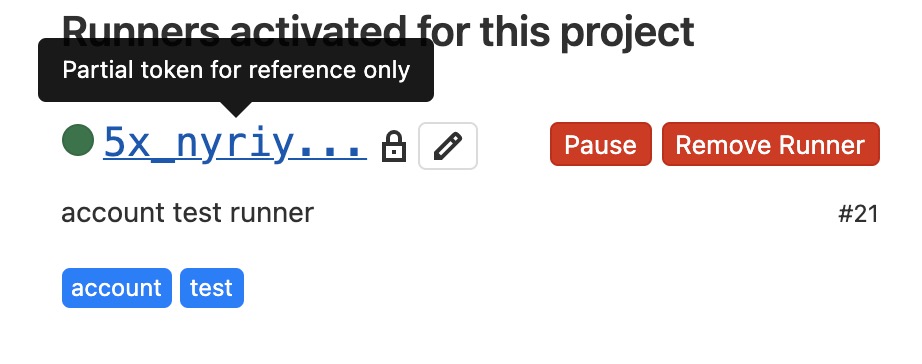 Runners activated for this project
Partial token for reference only
5x_nyriy...
Pause
Remove Runner
account test runner
#21
account
test